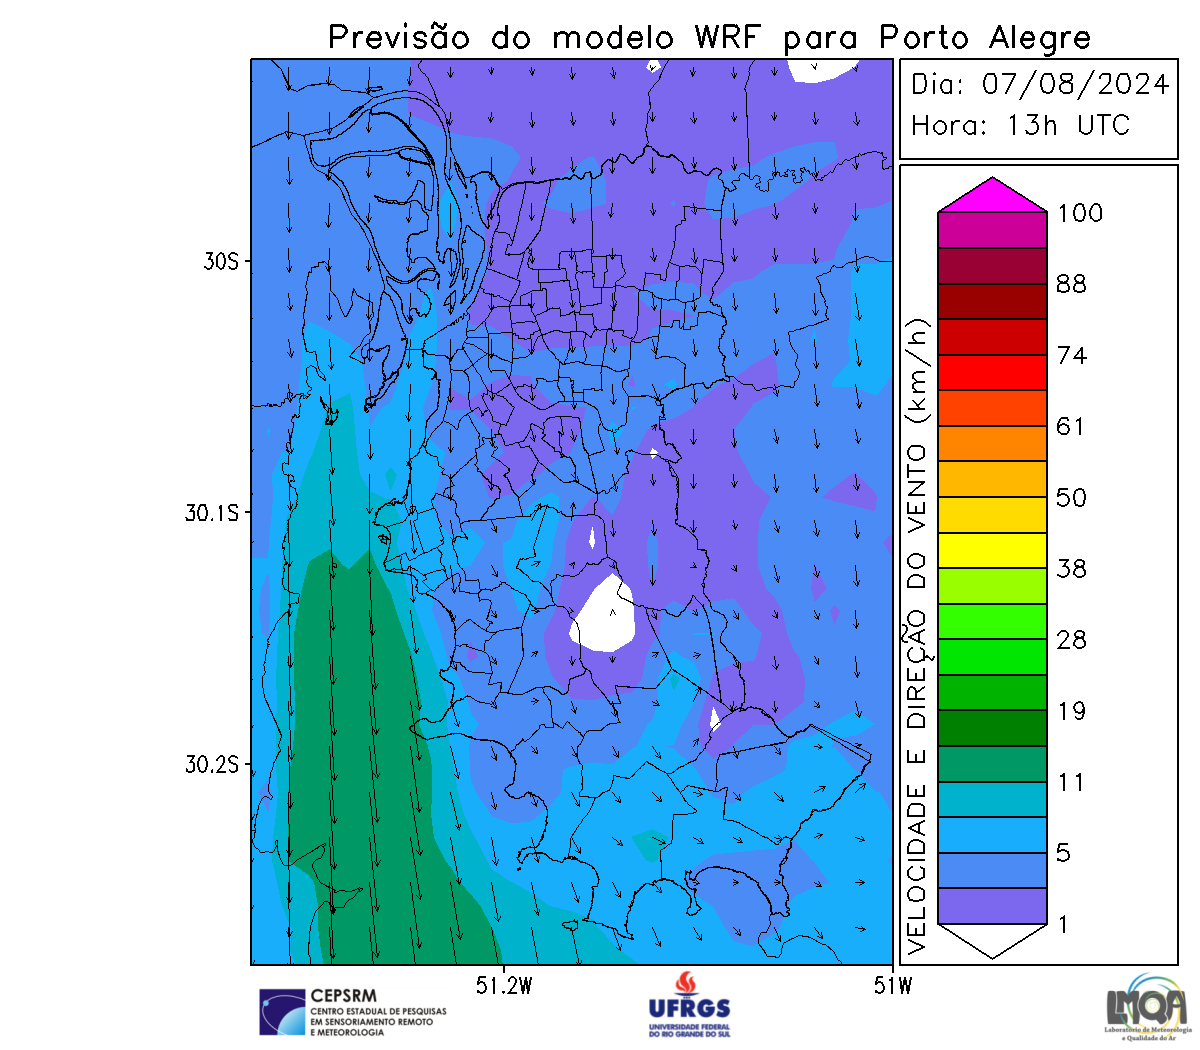 Previsão do modelo WRF para Porto Alegre
Dia: 07/08/2024
Hora: 13h UTC
30S
30.1S
30.2S
51.2W
51W
VELOCIDADE E DIREÇÃO DO VENTO (km/h)
100
88
74
61
50
38
28
19
11
5
1
CEPSRM
CENTRO ESTADUAL DE PESQUISAS
EM SENSORIAMENTO REMOTO
E METEOROLOGIA
UFRGS
UNIVERSIDADE FEDERAL
DO RIO GRANDE DO SUL
LMQA
Laboratório de Meteorologia
e Qualidade do Ar